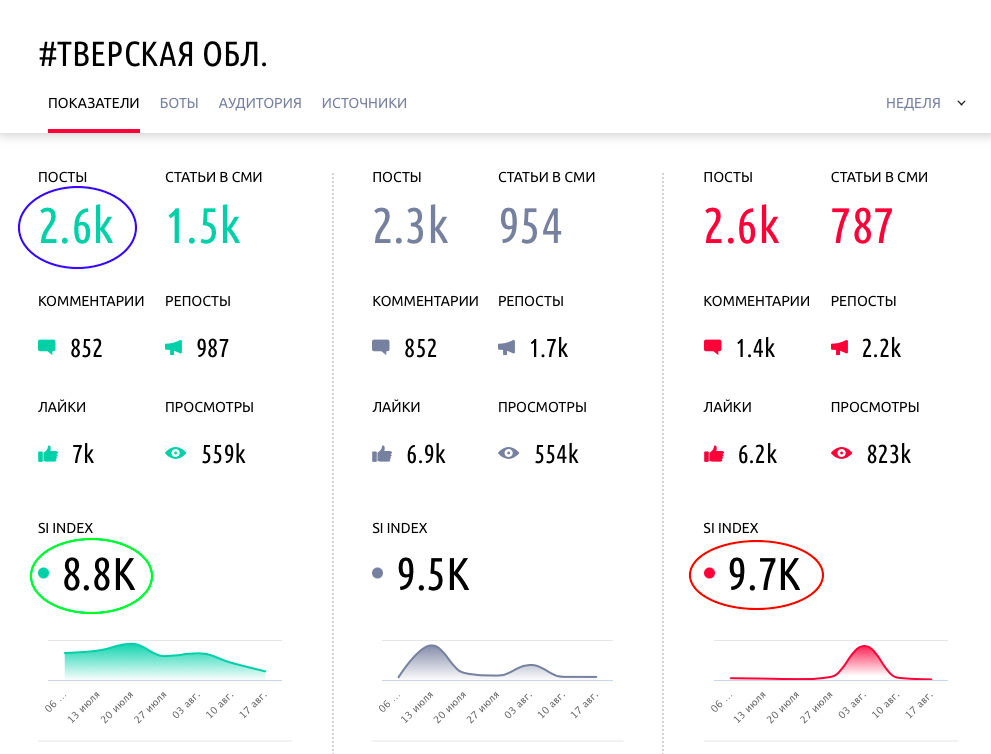 #ТВЕРСКАЯ ОБЛ.
ПОКАЗАТЕЛИ БОТЫ АУДИТОРИЯ ИСТОЧНИКИ НЕДЕЛЯ
ПОСТЫ СТАТЬИ В СМИ ПОСТЫ СТАТЬИ В СМИ ПОСТЫ СТАТЬИ В СМИ
2.6k 1.5k 2.3k 954 2.6k 787
КОММЕНТАРИИ РЕПОСТЫ КОММЕНТАРИИ РЕПОСТЫ КОММЕНТАРИИ РЕПОСТЫ
852 987 852 1.7k 1.4k 2.2k
ЛАЙКИ ПРОСМОТРЫ ЛАЙКИ ПРОСМОТРЫ ЛАЙКИ ПРОСМОТРЫ
7k 559k 6.9k 554k 6.2k 823k
SI INDEX SI INDEX SI INDEX
8.8K 9.5K 9.7K
06 ... 13 июля 20 июля 27 июля 03 авг. 10 авг. 17 авг. 06 ... 13 июля 20 июля 27 июля 03 авг. 10 авг. 17 авг. 06 ... 13 июля 20 июля 27 июля 03 авг. 10 авг. 17 авг.